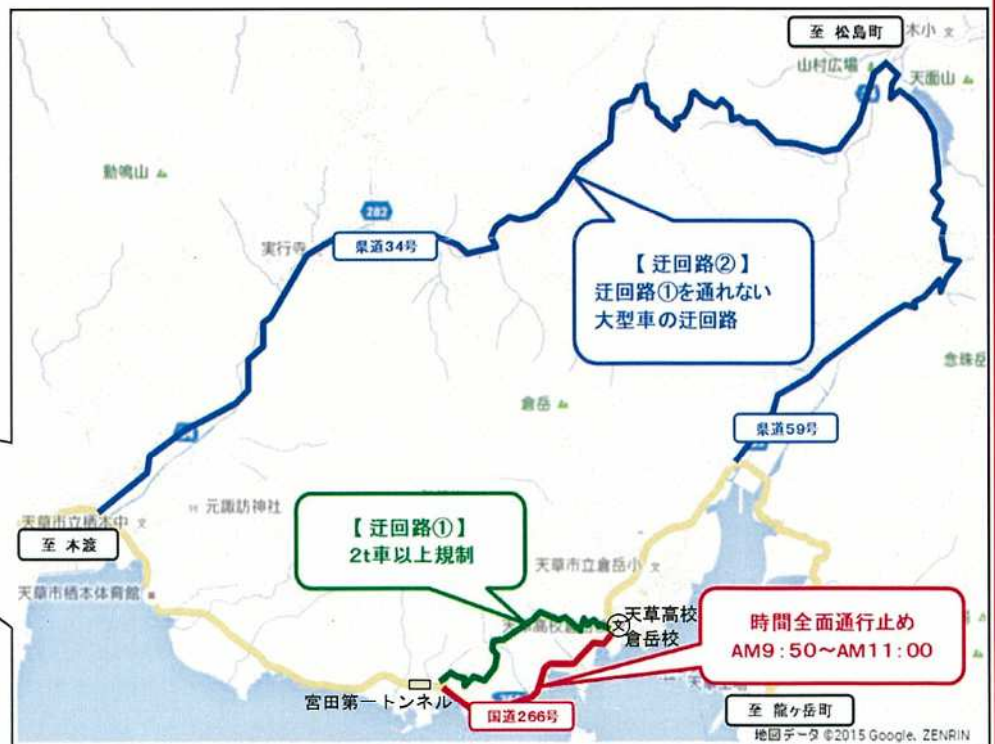 至 松島町
木小
山村広場
天面山
動鳴山
282
実行寺
県道34号
【 迂回路② 】
迂回路①を通れない
大型車の迂回路
念珠岳
倉岳
県道59号
元諏訪神社
天草市立栖本中
至 本渡
【 迂回路① 】
2t車以上規制
天草市立倉岳小
天草市栖本体育館
天草高校
倉岳校
時間全面通行止め
AM9:50～AM11:00
宮田第一トンネル
国道266号
至 龍ヶ岳町
地図データ ©2015 Google、ZENRIN